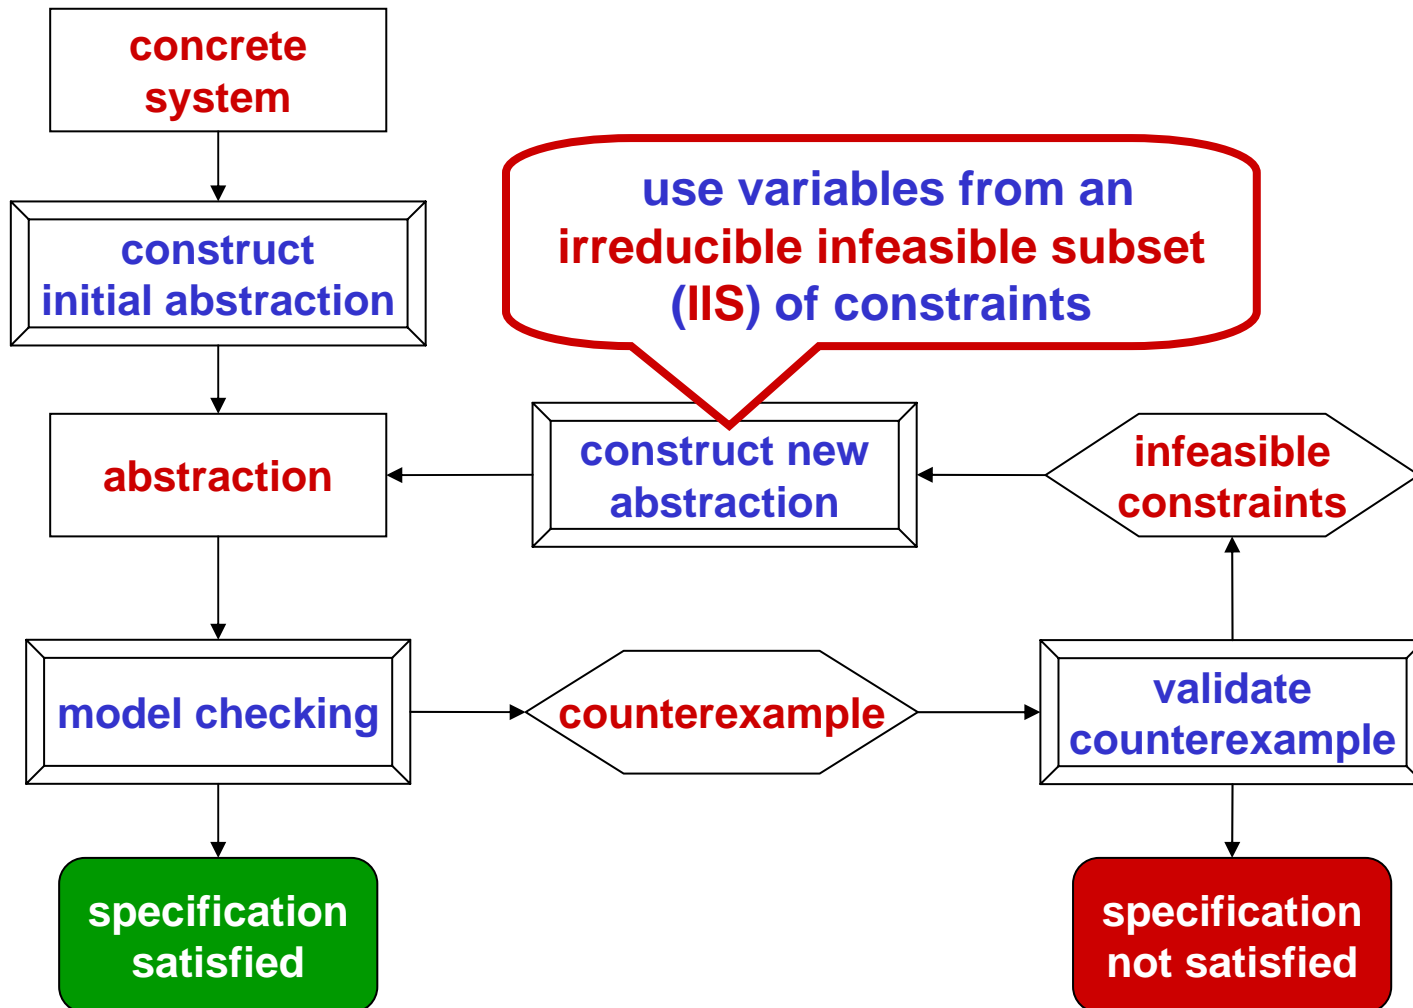 concrete
system
use variables from an
irreducible infeasible subset
(IIS) of constraints
construct
initial abstraction
abstraction
construct new
abstraction
infeasible
constraints
model checking
counterexample
validate
counterexample
specification
satisfied
specification
not satisfied